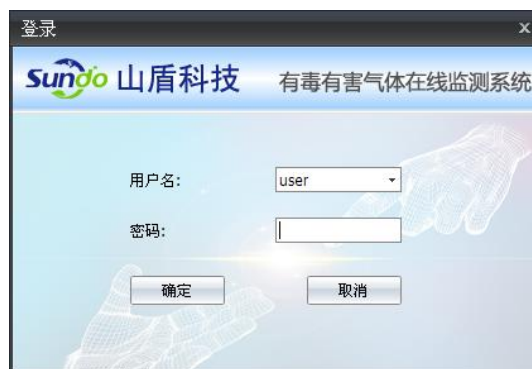 登录
x
Sundo 山盾科技 有毒有害气体在线监测系统
用户名: user
密码:
确定 取消